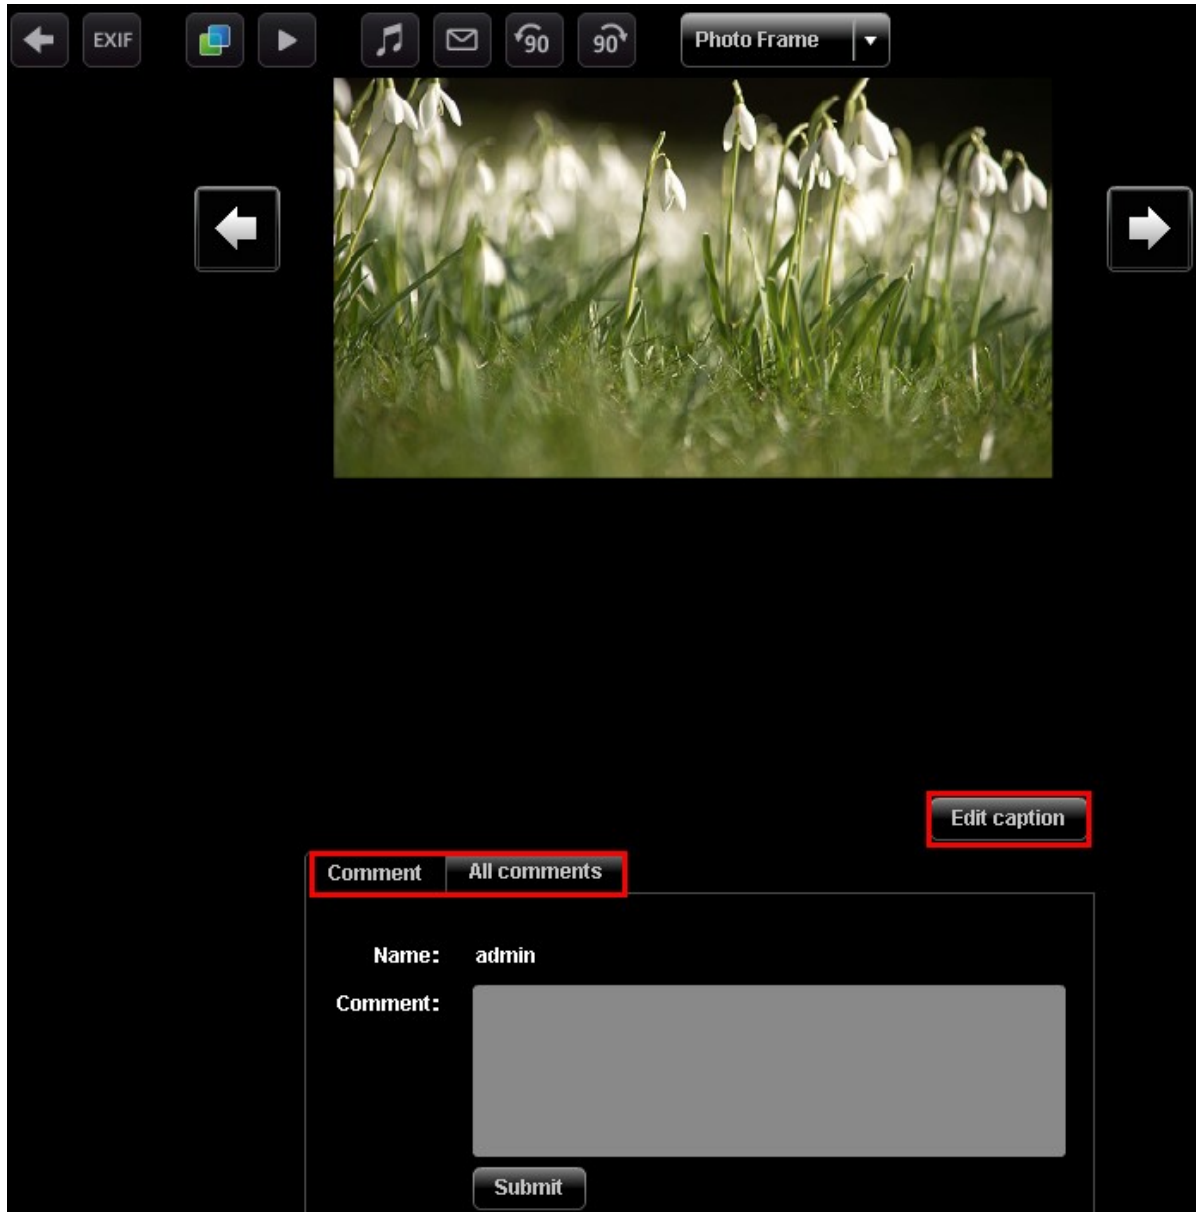 EXIF
90
90
Photo Frame
Edit caption
Comment
All comments
Name: admin
Comment:
Submit